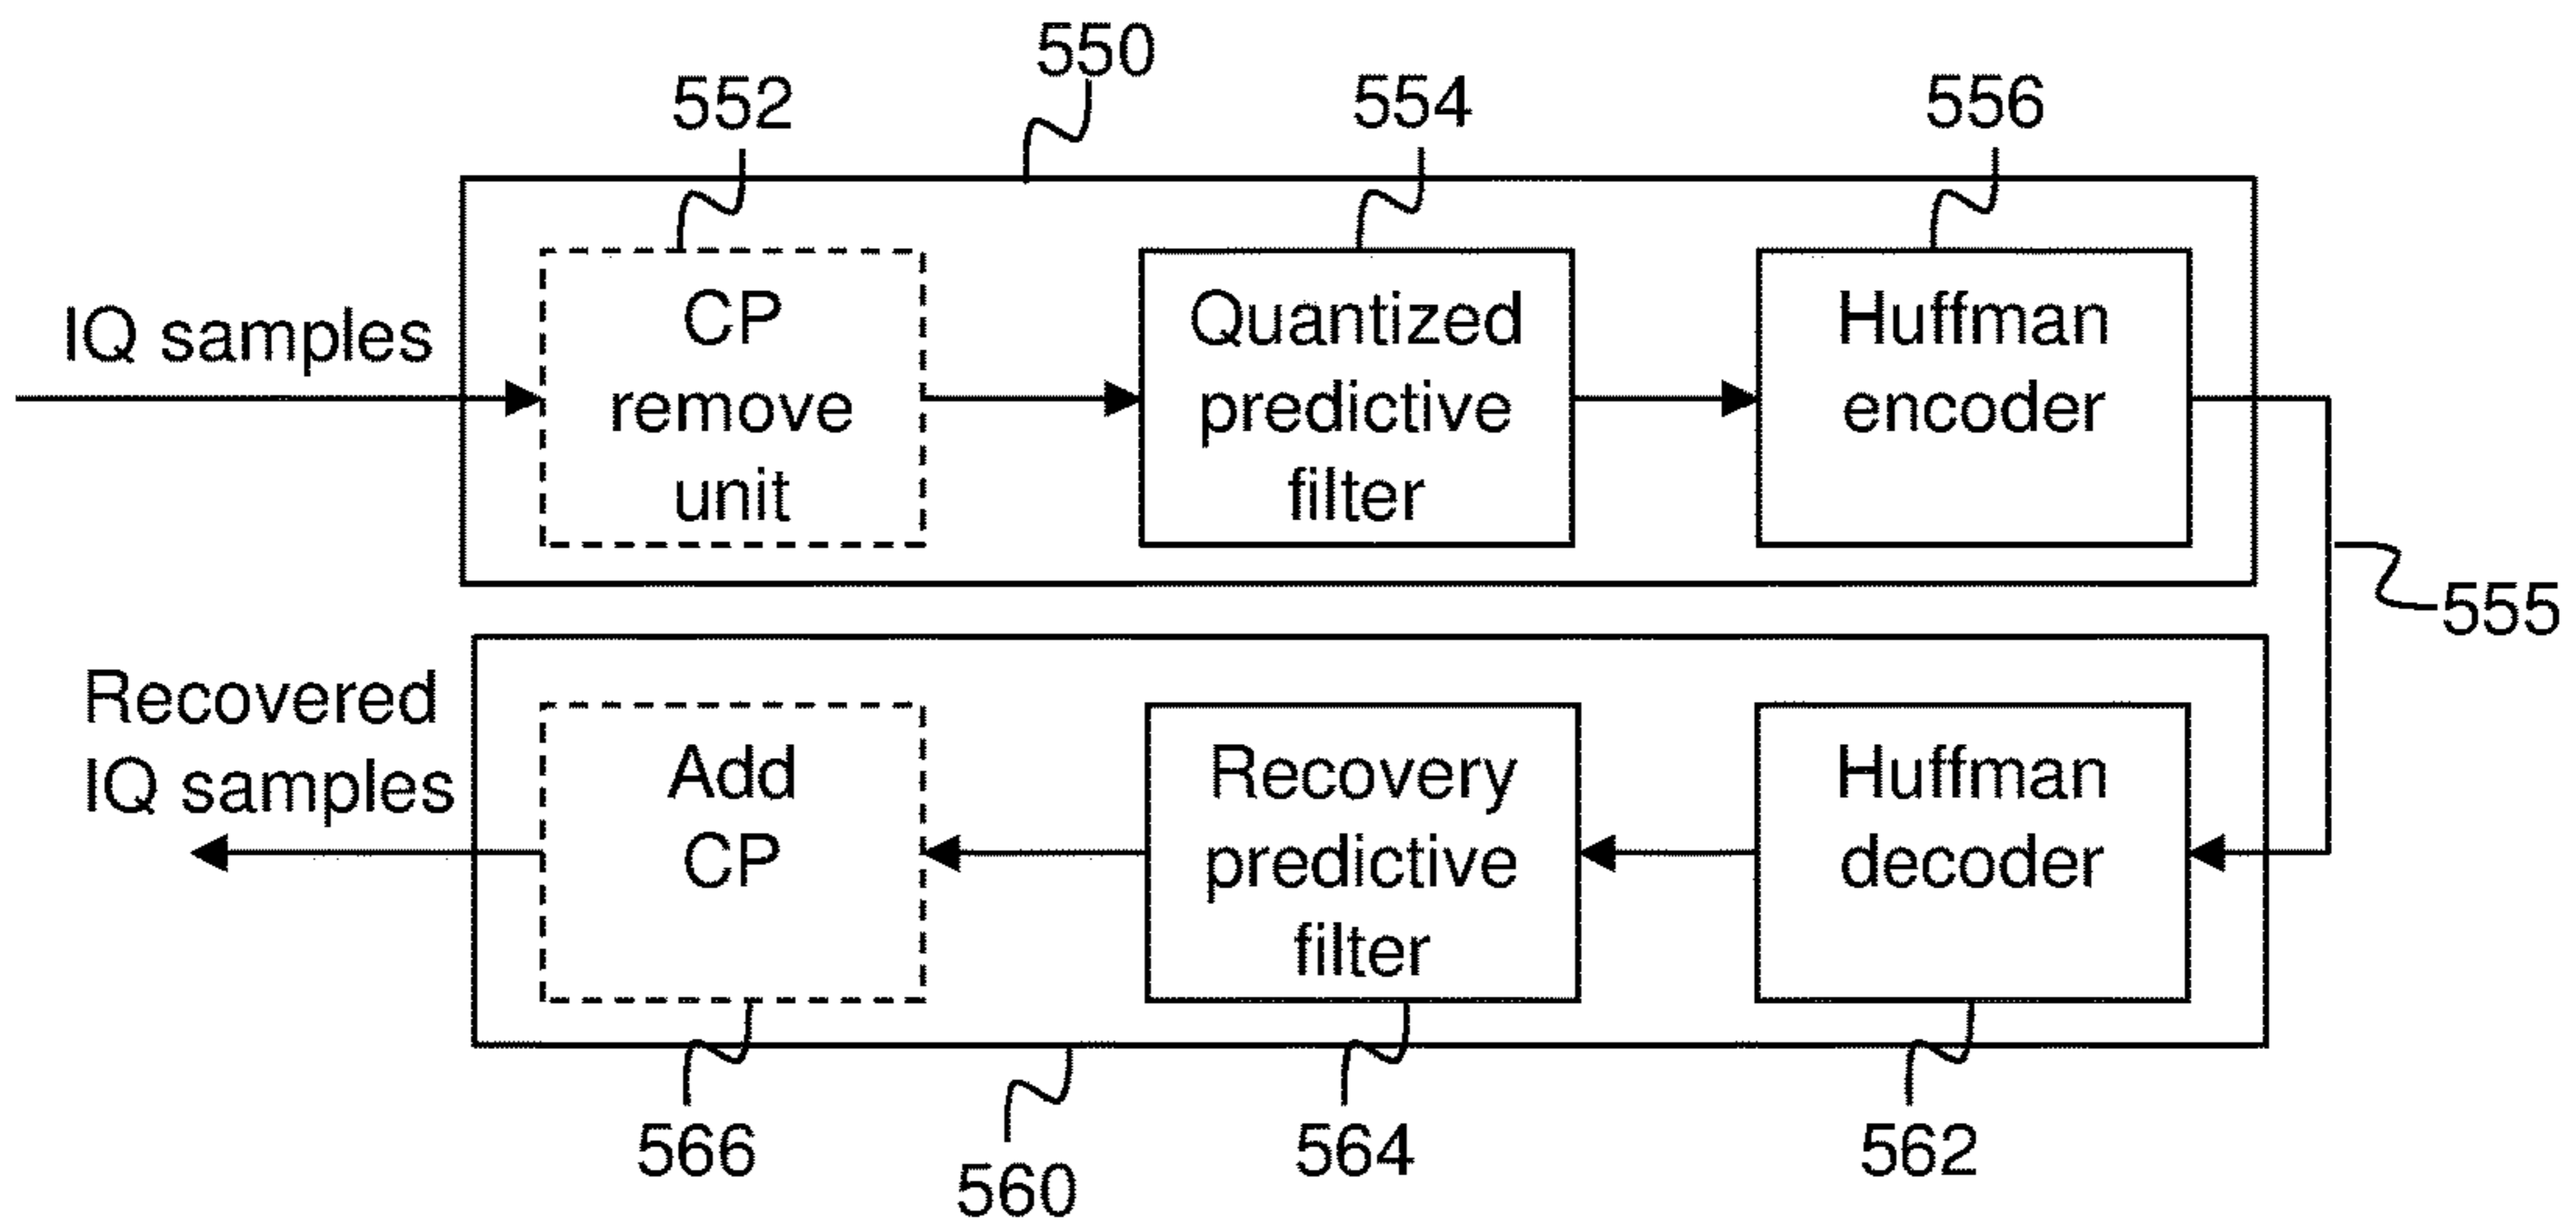 550
552
554
556
IQ samples
CP
remove
unit
Quantized
predictive
filter
Huffman
encoder
555
Recovered
IQ samples
Add
CP
Recovery
predictive
filter
Huffman
decoder
566
560
564
562